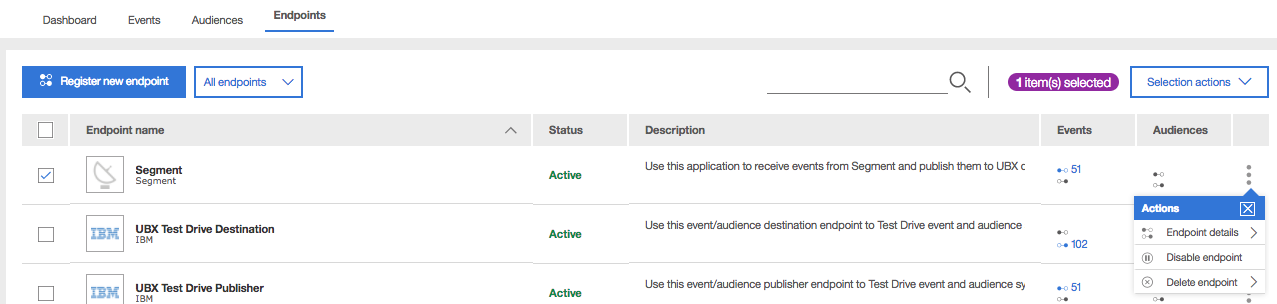 Dashboard Events Audiences Endpoints
Register new endpoint All endpoints 1 item(s) selected Selection actions
Endpoint name Status Description Events Audiences
Segment
Segment
Active Use this application to receive events from Segment and publish them to UBX 51
Actions
Endpoint details
Disable endpoint
Delete endpoint
IBM UBX Test Drive Destination
IBM
Active Use this event/audience destination endpoint to Test Drive event and audience 102
IBM UBX Test Drive Publisher
IBM
Active Use this event/audience publisher endpoint to Test Drive event and audience sy 51